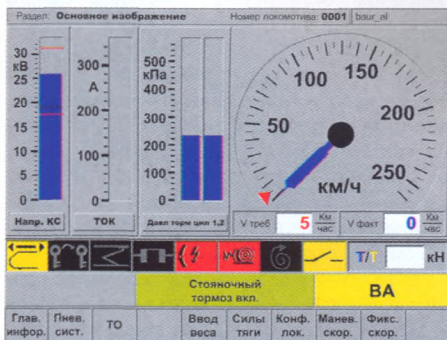 Раздел: Основное изображение Номер локомотива: 0001 baur_el
30
кВ
25
20
15
10
5
0
Напр. КС
300
А
200
100
0
ТОК
500
кПа
400
300
200
100
0
Давл торм цил 1,2
50
100
150
200
250
км/ч
V треб 5 Км/час V факт 0 Км/час
T/T кН
Стояночный
тормоз вкл.
ВА
Глав. инфор.
Пнев. сист.
ТО
Ввод веса
Силы тяги
Конф. лок.
Манев. скор.
Фикс. скор.